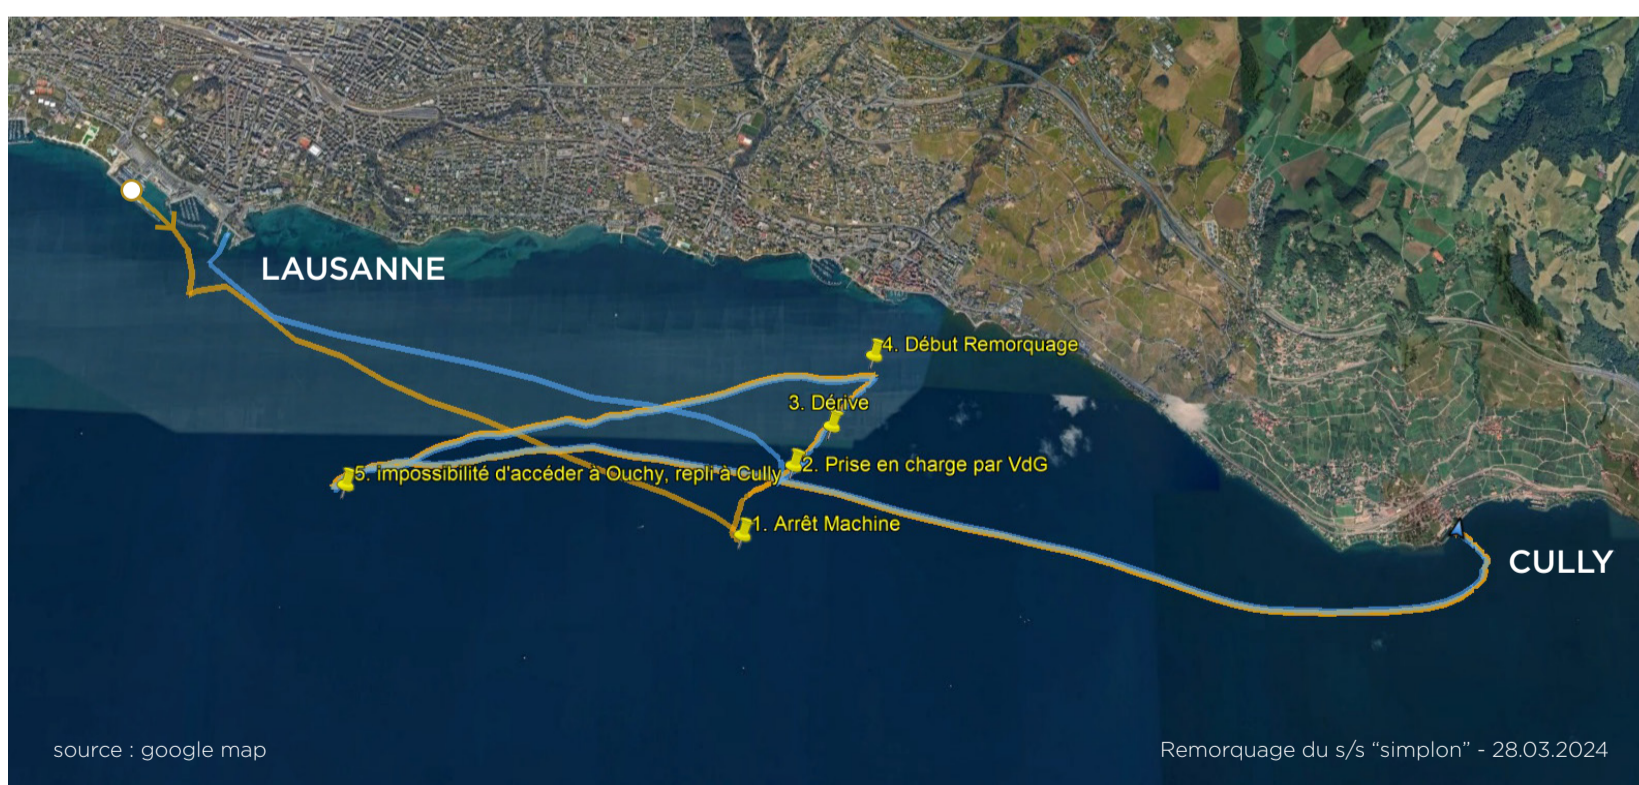 LAUSANNE
4. Début Remorquage
3. Dérive
2. Prise en charge par VdG
5. impossibilité d'accéder à Ouchy, repli à Cully
1. Arrêt Machine
CULLY
source : google map
Remorquage du s/s “simplon” - 28.03.2024